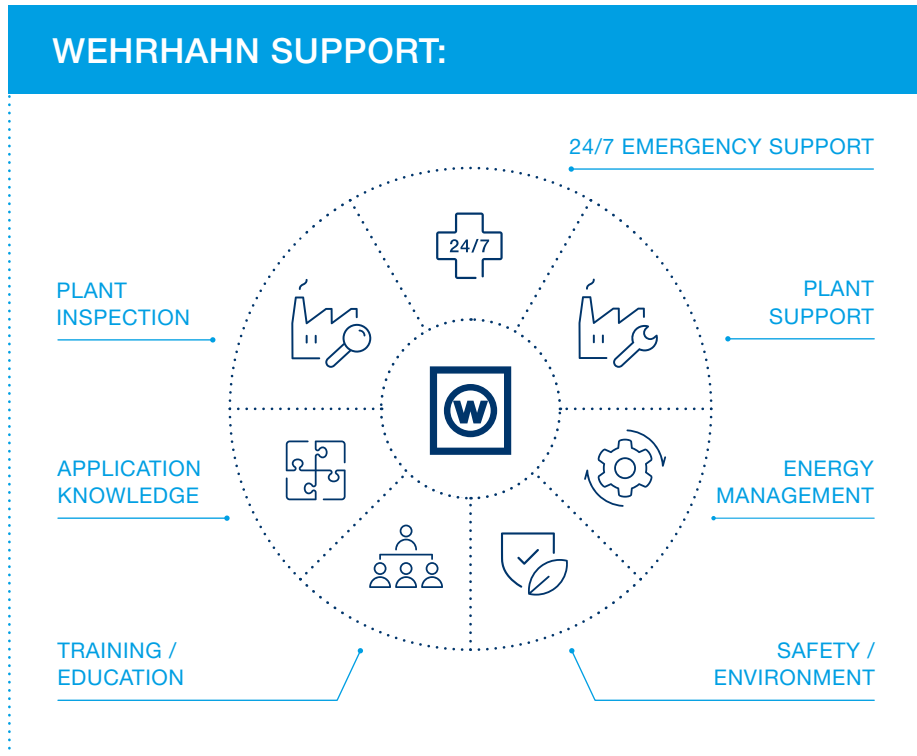 WEHRHAHN SUPPORT:
24/7 EMERGENCY SUPPORT
24/7
PLANT
INSPECTION
PLANT
SUPPORT
W
APPLICATION
KNOWLEDGE
ENERGY
MANAGEMENT
TRAINING /
EDUCATION
SAFETY /
ENVIRONMENT